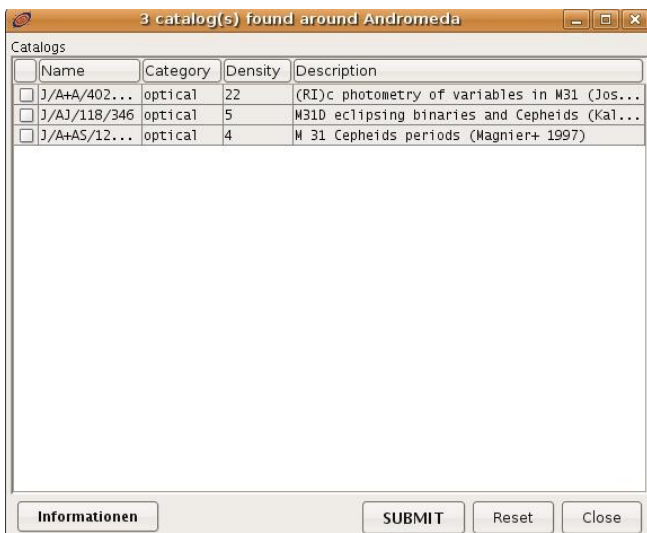 3 catalog(s) found around Andromeda
Catalogs
Name Category Density Description
J/A+A/402... optical 22 (RI)c photometry of variables in M31 (Jos...
J/AJ/118/346 optical 5 M31D eclipsing binaries and Cepheids (Kal...
J/A+AS/12... optical 4 M 31 Cepheids periods (Magnier+ 1997)
Informationen SUBMIT Reset Close